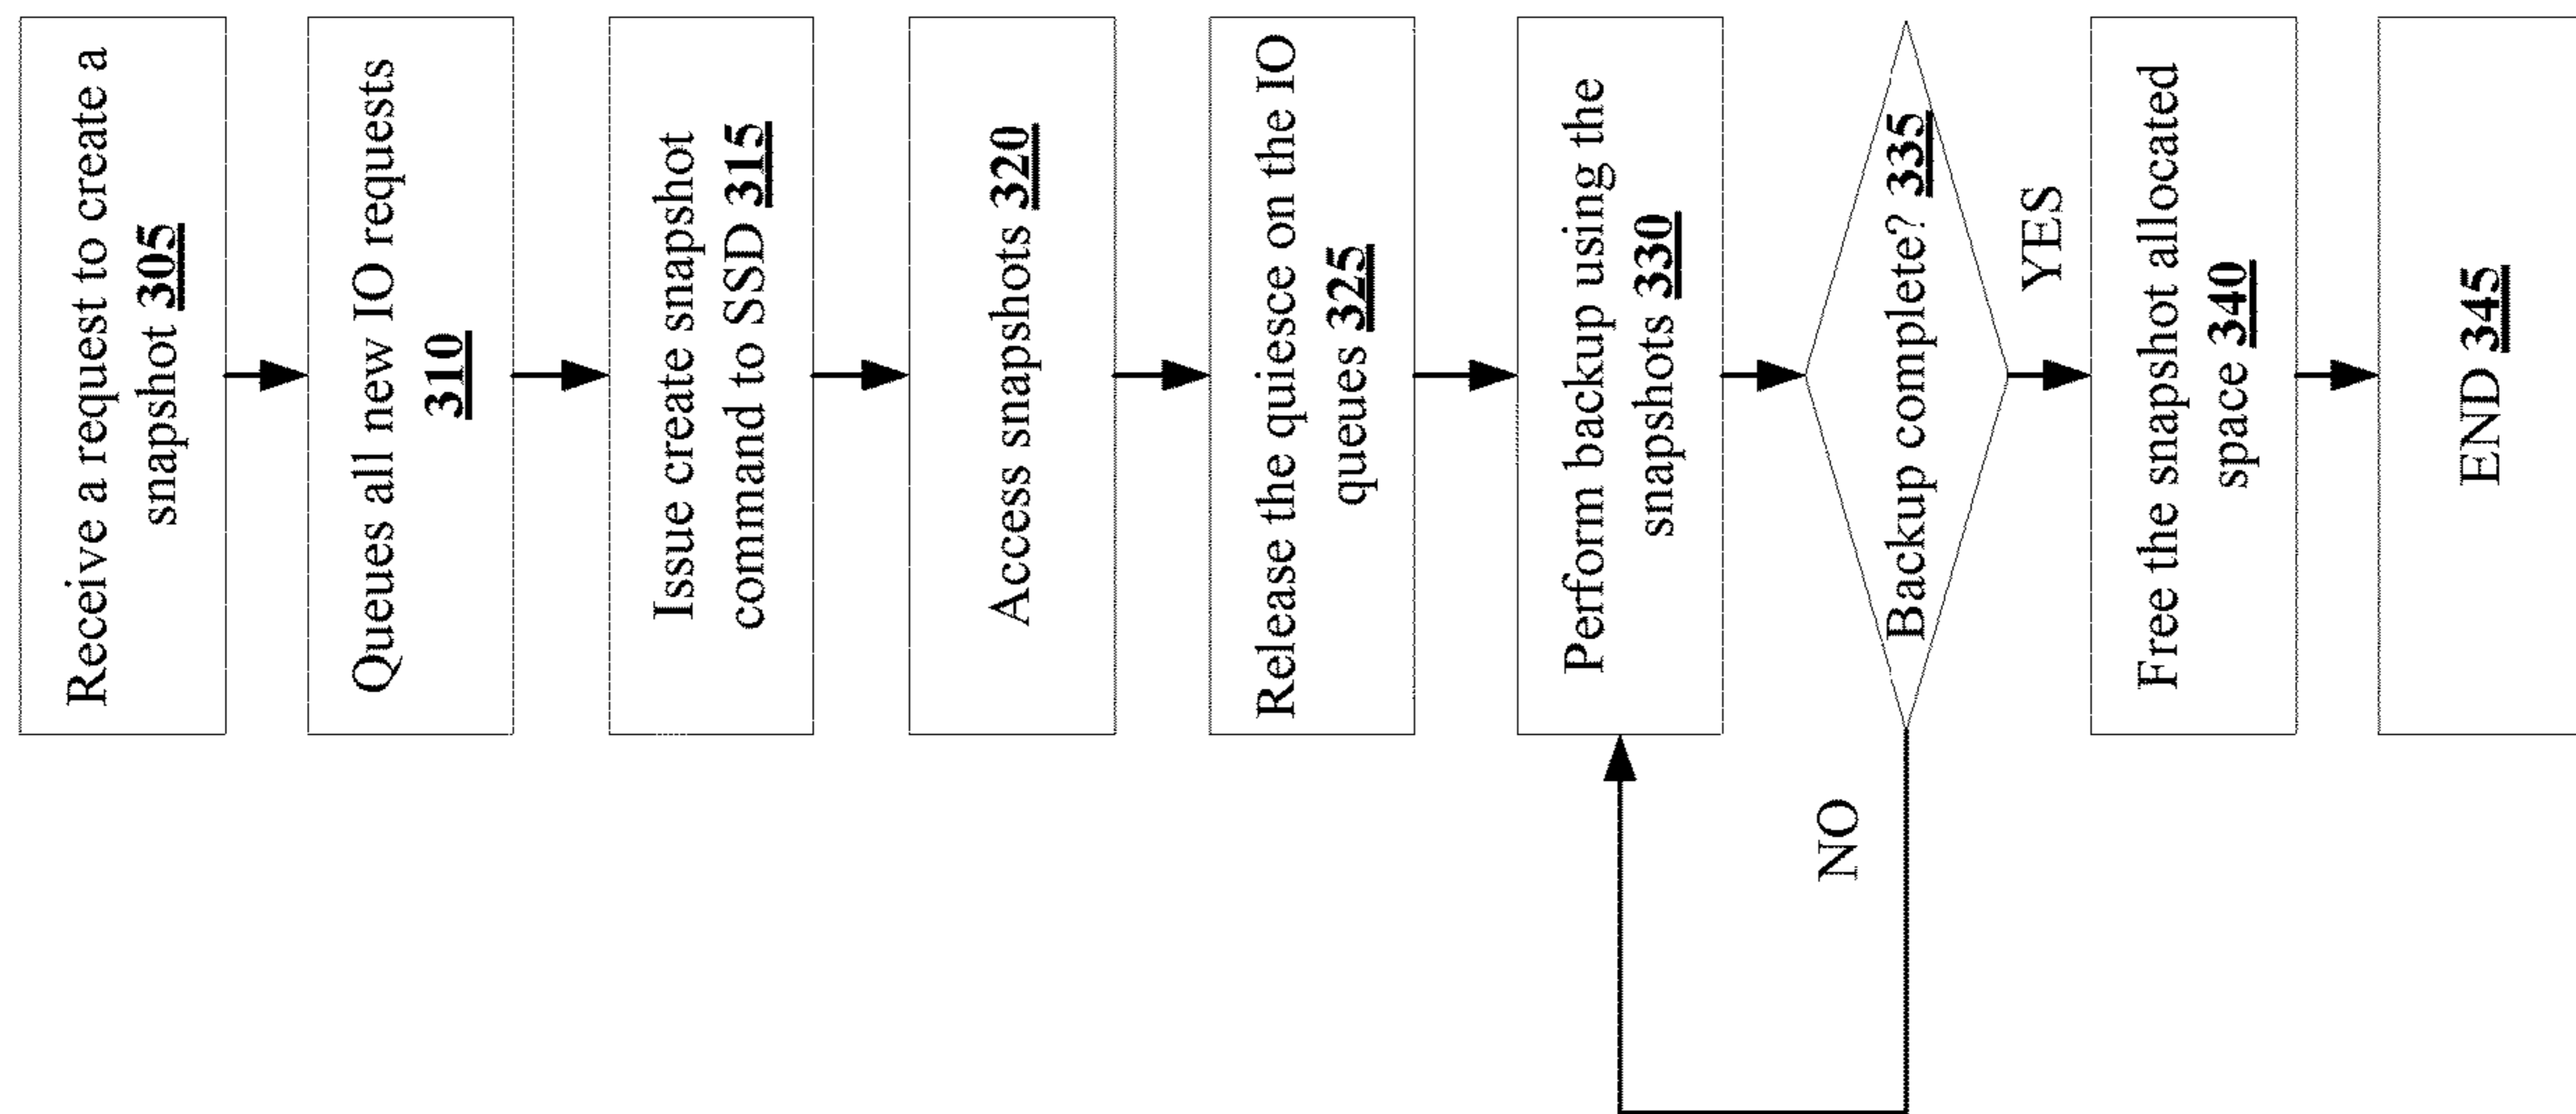 Receive a request to create a
snapshot 305
Queues all new IO requests
310
Issue create snapshot
command to SSD 315
Access snapshots 320
Release the quiesce on the IO
queues 325
Perform backup using the
snapshots 330
Backup complete? 335
NO
YES
Free the snapshot allocated
space 340
END 345